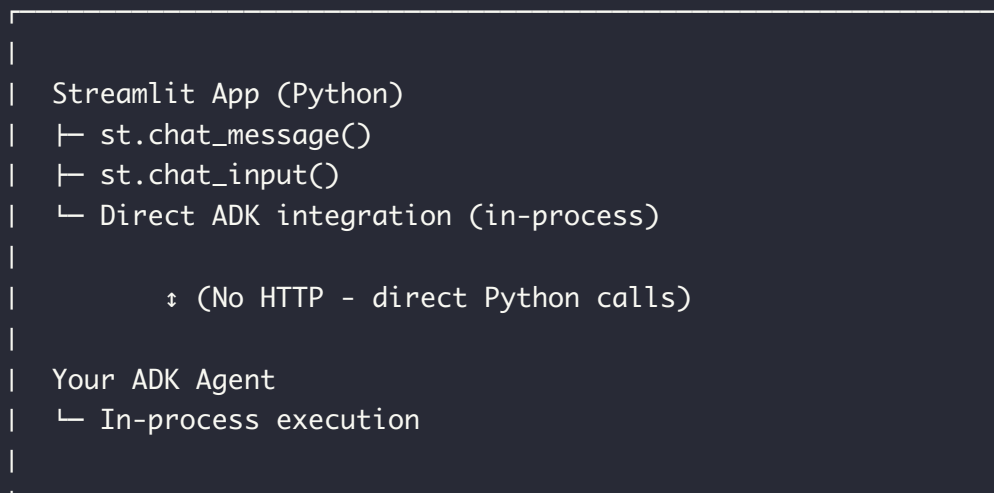 Streamlit App (Python)
├─ st.chat_message()
├─ st.chat_input()
└─ Direct ADK integration (in-process)
↕ (No HTTP - direct Python calls)
Your ADK Agent
└─ In-process execution